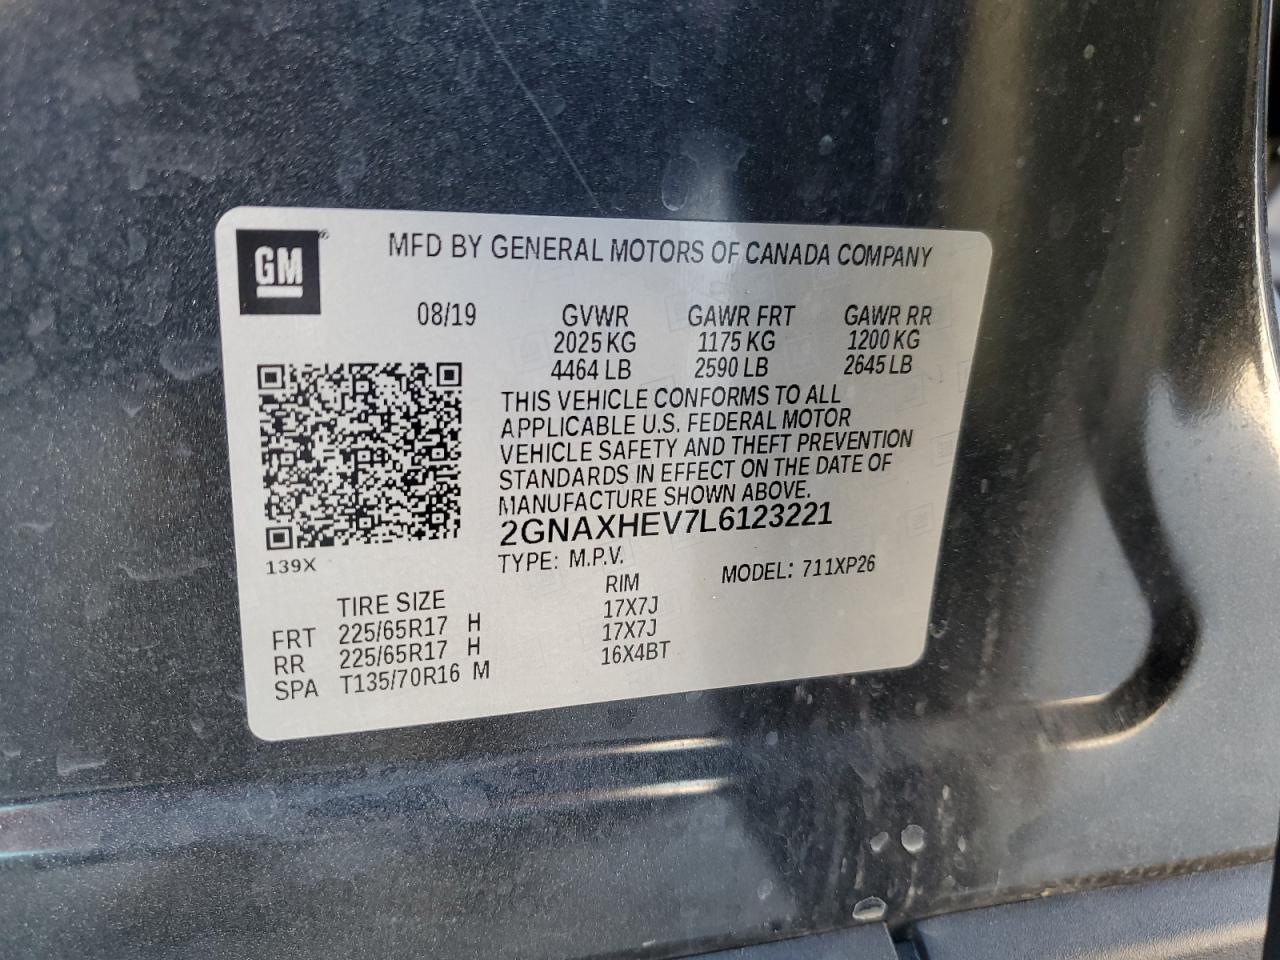 GM®
MFD BY GENERAL MOTORS OF CANADA COMPANY
08/19 GVWR GAWR FRT GAWR RR
2025 KG 1175 KG 1200 KG
4464 LB 2590 LB 2645 LB
THIS VEHICLE CONFORMS TO ALL
APPLICABLE U.S. FEDERAL MOTOR
VEHICLE SAFETY AND THEFT PREVENTION
STANDARDS IN EFFECT ON THE DATE OF
MANUFACTURE SHOWN ABOVE.
2GNAXHEV7L6123221
139X
TYPE: M.P.V. MODEL: 711XP26
TIRE SIZE RIM
FRT 225/65R17 H 17X7J
RR 225/65R17 H 17X7J
SPA T135/70R16 M 16X4BT